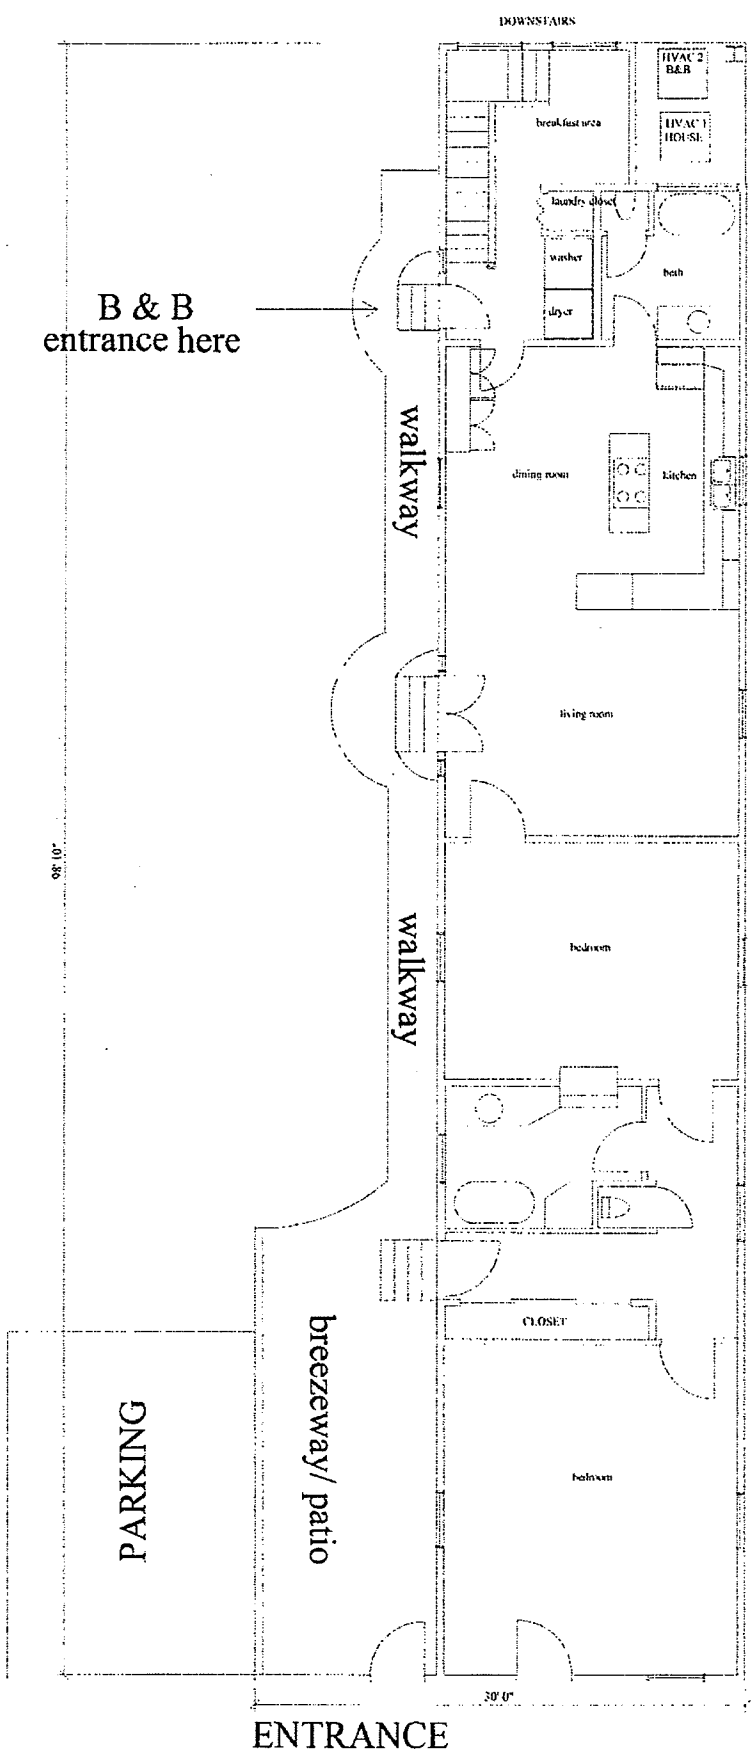 DOWNSTAIRS
HVAC 2
B&B
breakfast area
HVAC 1
HOUSE
laundry closet
washer
bath
dryer
B & B
entrance here
walkway
dining room
kitchen
living room
98'10"
walkway
bedroom
CLOSET
breezeway/ patio
PARKING
bedroom
30' 0"
ENTRANCE